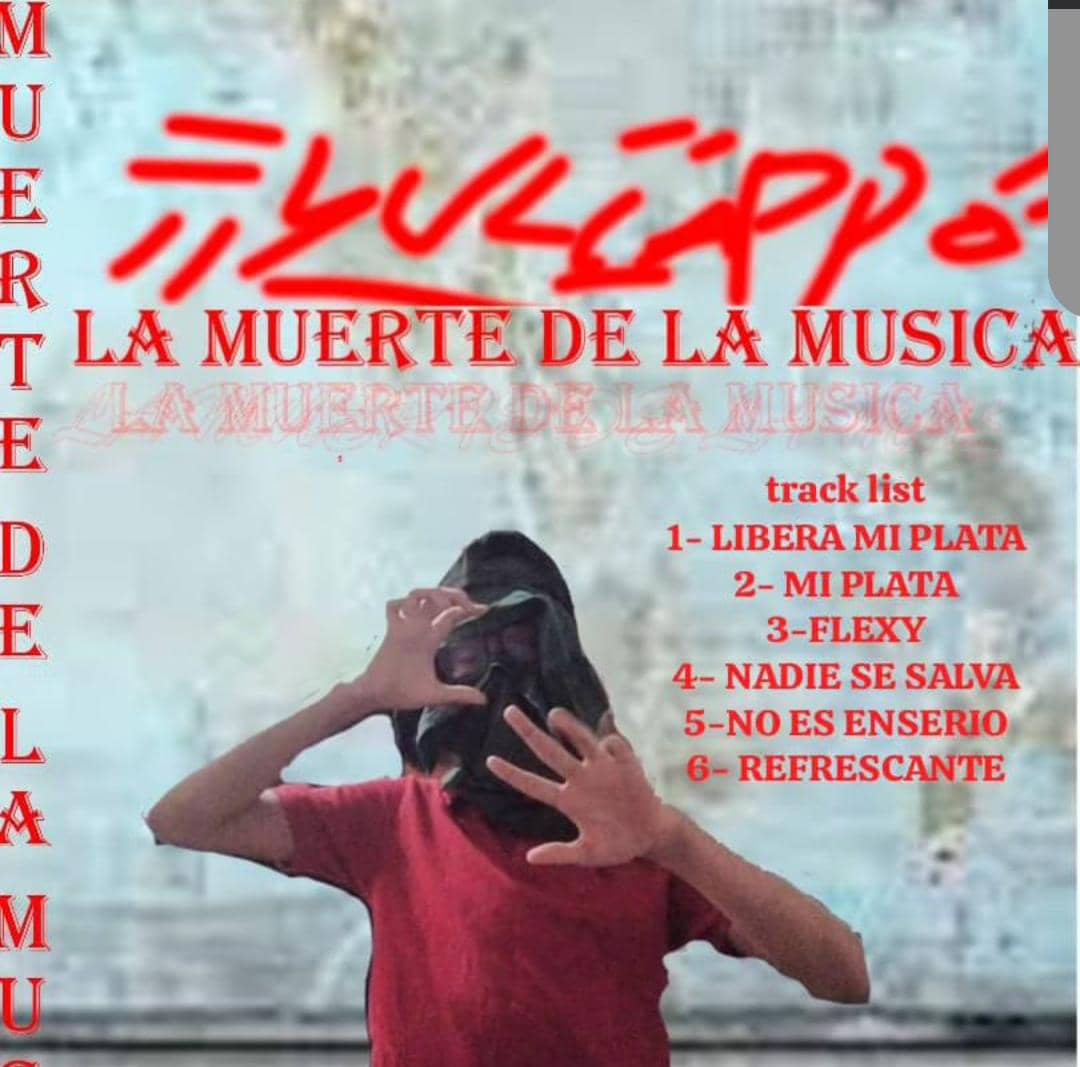 MUERTE DE LA MUS
LA MUERTE DE LA MUSICA
LA MUERTE DE LA MUSICA
track list
1- LIBERA MI PLATA
2- MI PLATA
3-FLEXY
4- NADIE SE SALVA
5-NO ES ENSERIO
6- REFRESCANTE